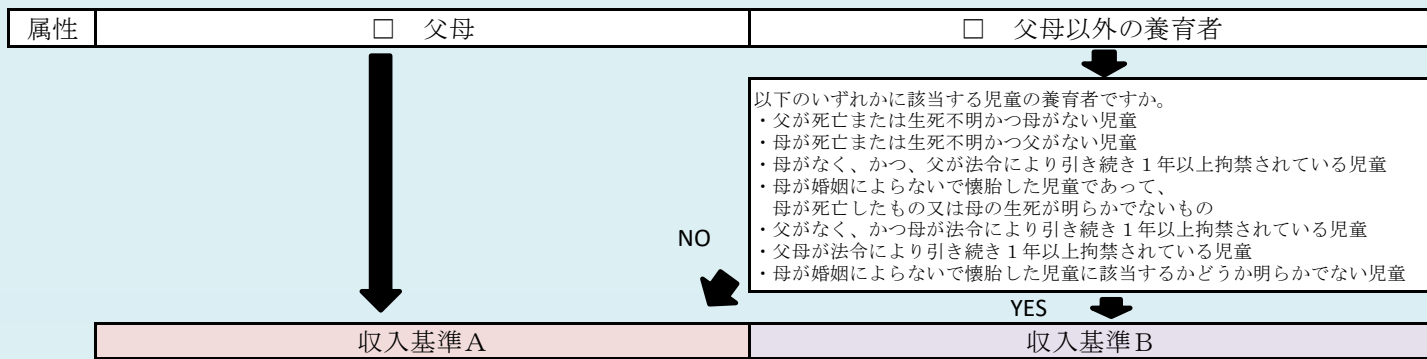 属性 □ 父母 □ 父母以外の養育者
以下のいずれかに該当する児童の養育者ですか。
・父が死亡または生死不明かつ母がない児童
・母が死亡または生死不明かつ父がない児童
・母がなく、かつ、父が法令により引き続き１年以上拘禁されている児童
・母が婚姻によらないで懐胎した児童であって、
母が死亡したもの又は母の生死が明らかでないもの
・父がなく、かつ母が法令により引き続き１年以上拘禁されている児童
・父母が法令により引き続き１年以上拘禁されている児童
・母が婚姻によらないで懐胎した児童に該当するかどうか明らかでない児童
NO
YES
収入基準Ａ 収入基準Ｂ